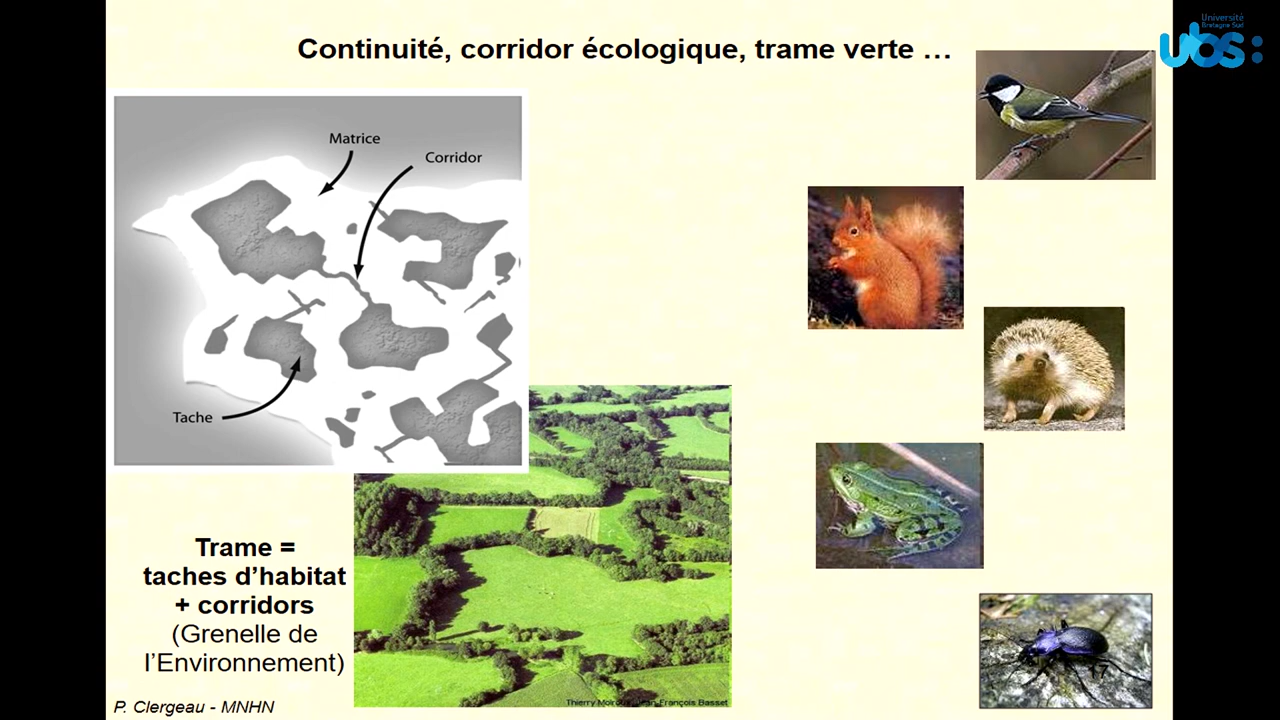 Continuité, corridor écologique, trame verte …
Université
Bretagne Sud
ubs:
Matrice
Corridor
Tache
Trame =
taches d’habitat
+ corridors
(Grenelle de
l’Environnement)
P. Clergeau - MNHN
Thierry
François Basset